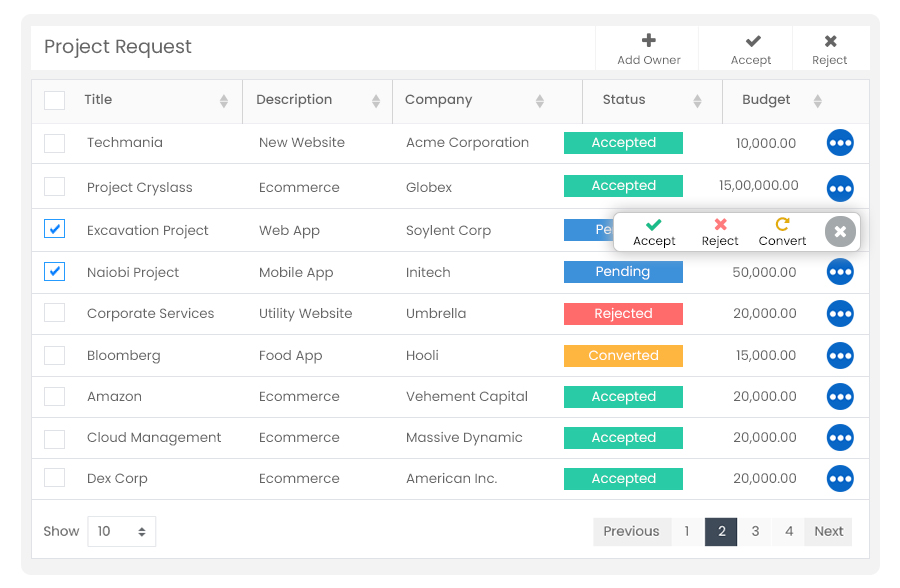 Project Request
Add Owner Accept Reject
Title Description Company Status Budget
Techmania New Website Acme Corporation Accepted 10,000.00
Project Cryslass Ecommerce Globex Accepted 15,00,000.00
Excavation Project Web App Soylent Corp Pe Accept Reject Convert
Naiobi Project Mobile App Initech Pending 50,000.00
Corporate Services Utility Website Umbrella Rejected 20,000.00
Bloomberg Food App Hooli Converted 15,000.00
Amazon Ecommerce Vehement Capital Accepted 20,000.00
Cloud Management Ecommerce Massive Dynamic Accepted 20,000.00
Dex Corp Ecommerce American Inc. Accepted 20,000.00
Show 10 Previous 1 2 3 4 Next